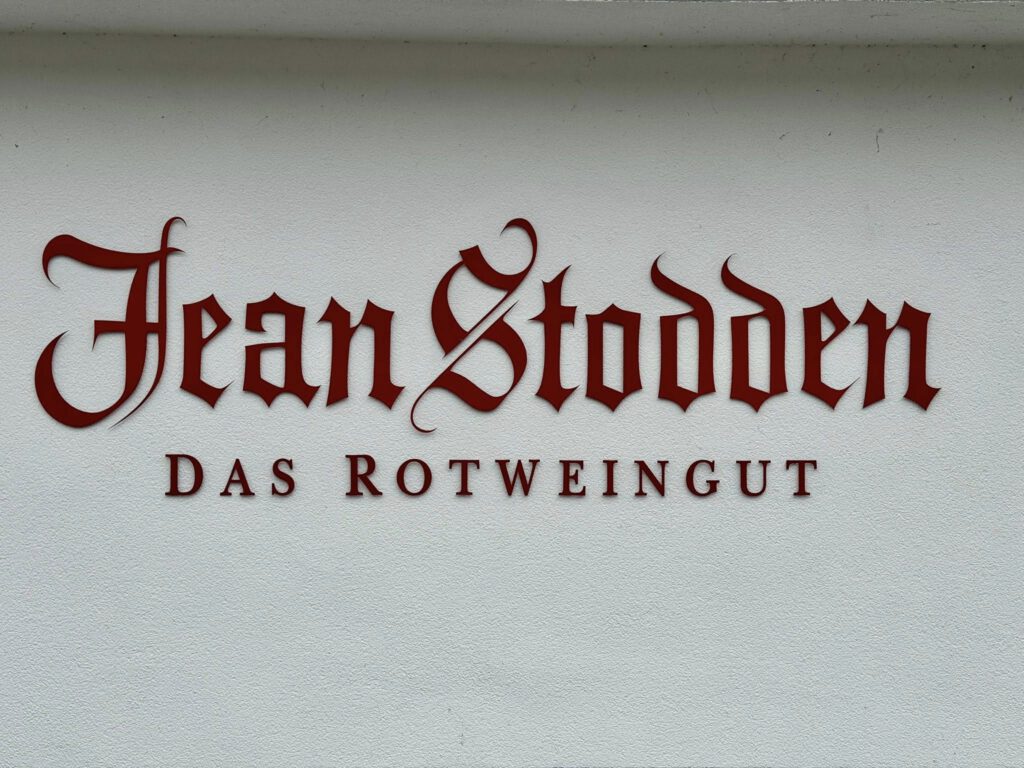 Jean Stodden
DAS ROTWEINGUT